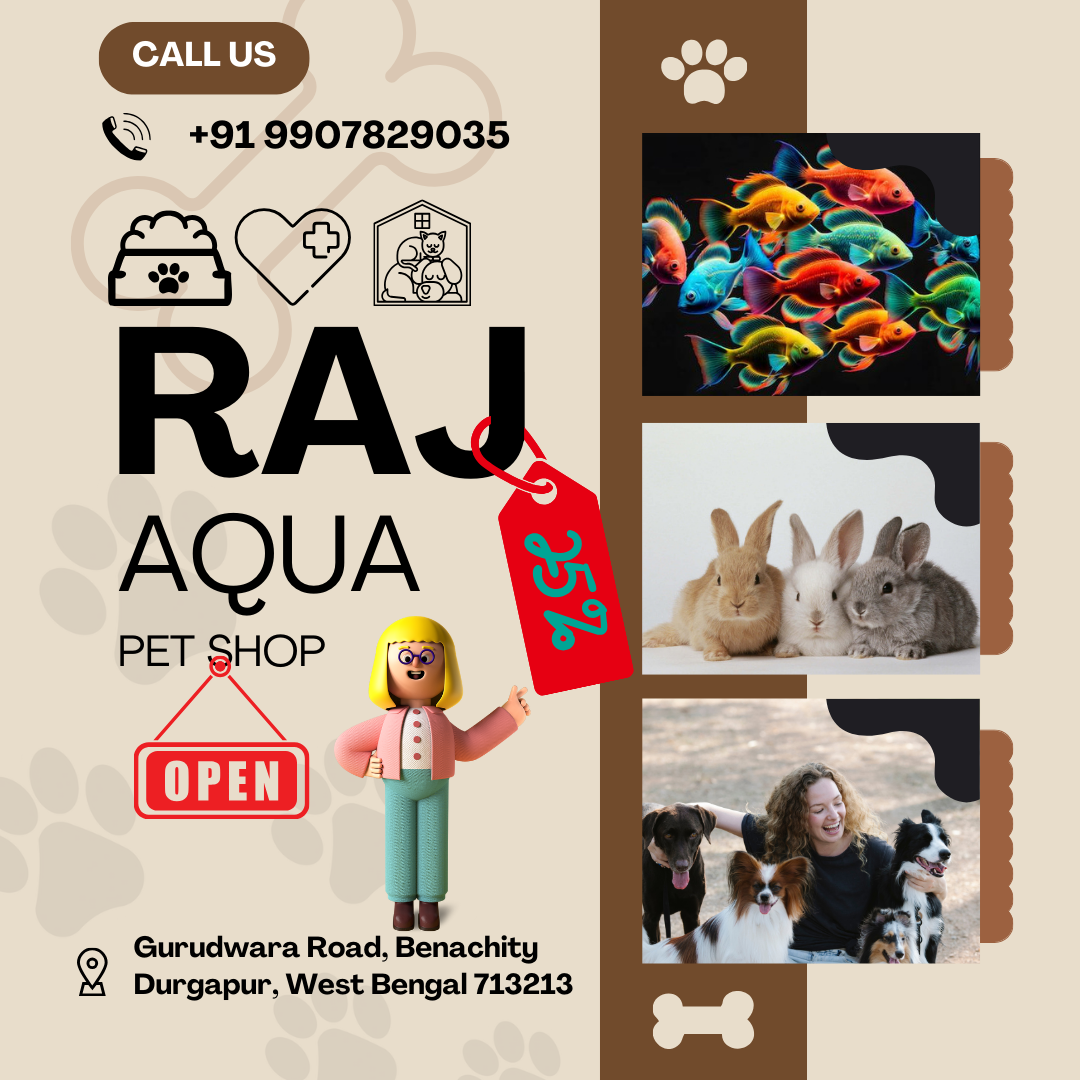 CALL US
+91 9907829035
RAJ
AQUA
25%
PET SHOP
OPEN
Gurudwara Road, Benachity
Durgapur, West Bengal 713213